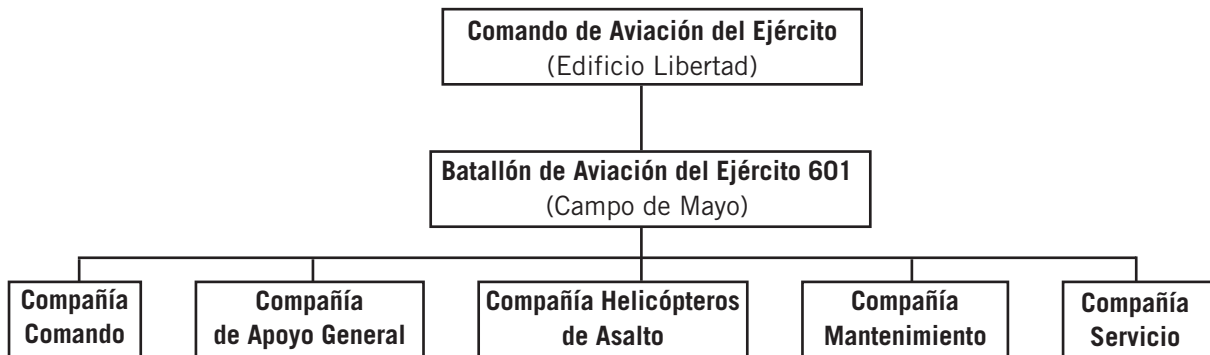 Comando de Aviación del Ejército
(Edificio Libertad)
Batallón de Aviación del Ejército 601
(Campo de Mayo)
Compañía
Comando
Compañía
de Apoyo General
Compañía Helicópteros
de Asalto
Compañía
Mantenimiento
Compañía
Servicio